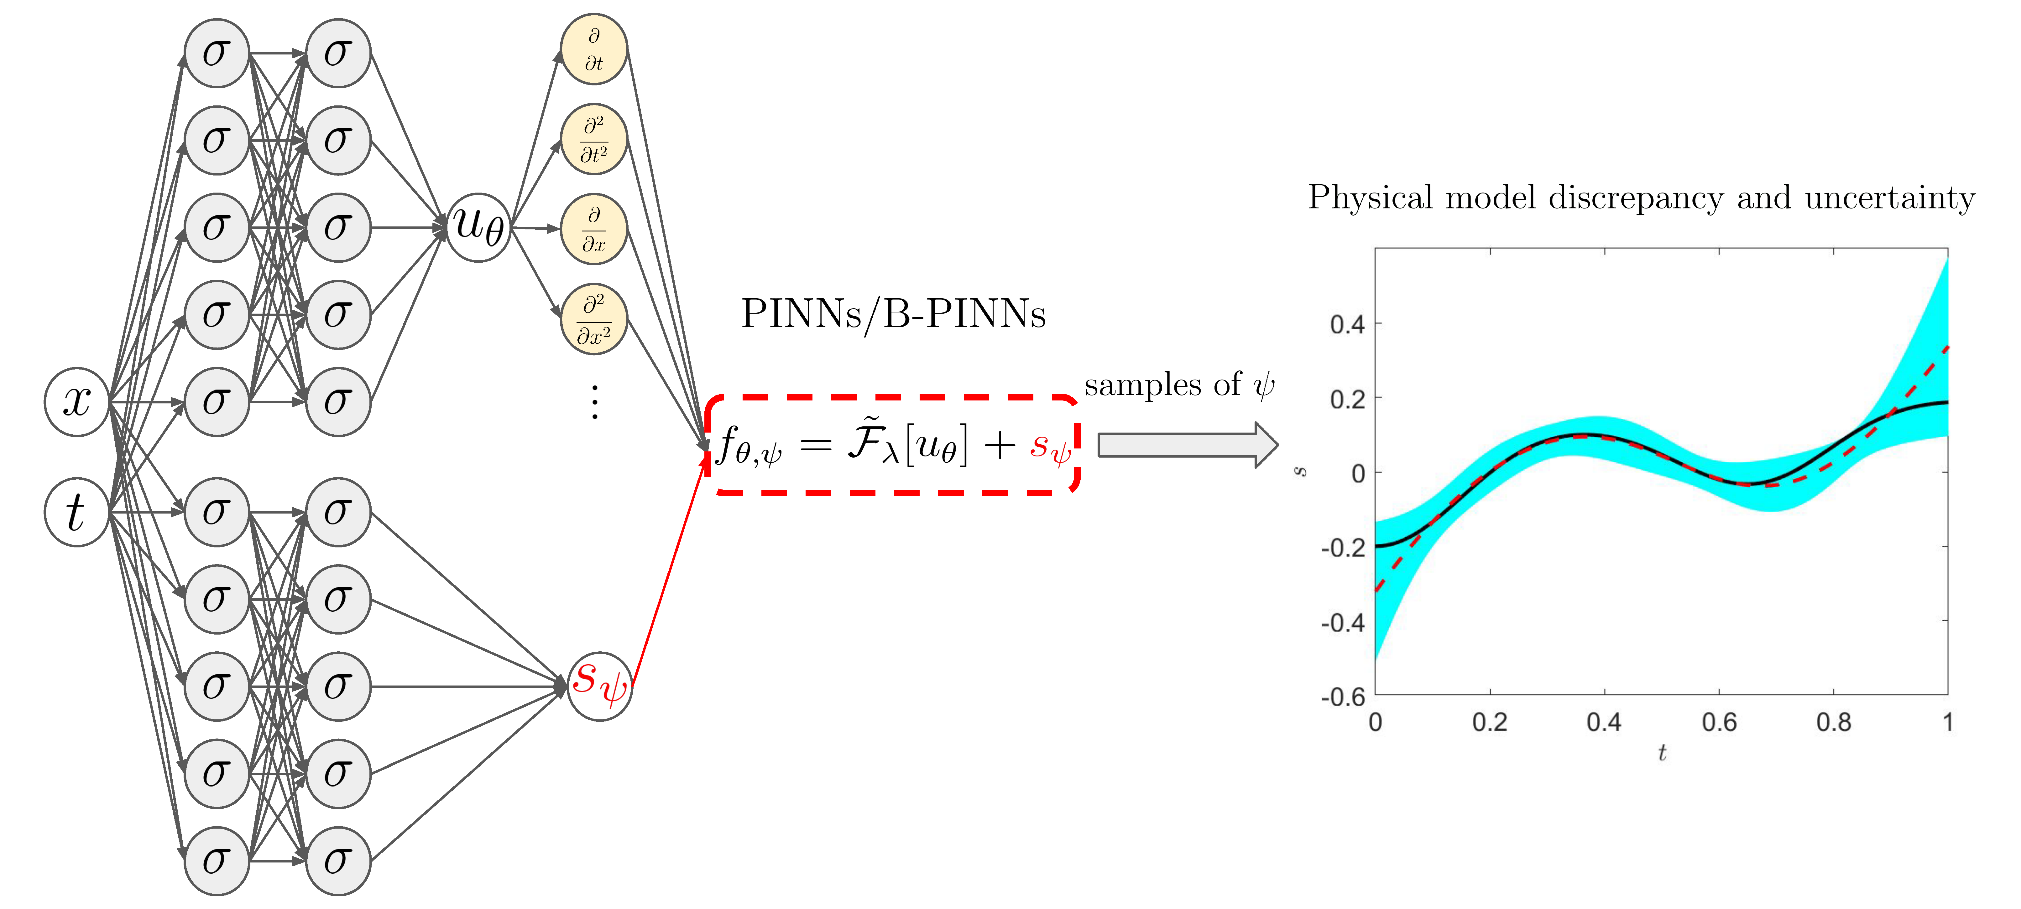 σ σ
σ σ
σ σ
σ σ
σ σ
x
t
σ σ
σ σ
σ σ
σ σ
σ σ
u_θ
s_ψ
∂/∂t
∂²/∂t²
∂/∂x
∂²/∂x²
⋮
PINNs/B-PINNs
f_{θ,ψ} = \tilde{ℱ}_λ[u_θ] + s_ψ
samples of ψ
Physical model discrepancy and uncertainty
0.4
0.2
0
-0.2
-0.4
-0.6
s
0 0.2 0.4 0.6 0.8 1
t